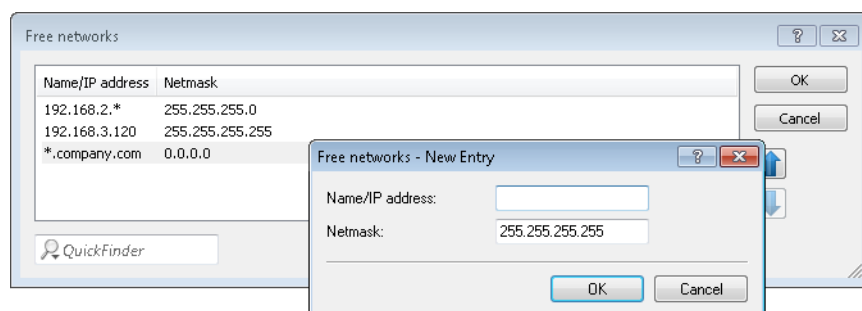 Free networks
Name/IP address Netmask
OK
192.168.2.* 255.255.255.0
192.168.3.120 255.255.255.255
Cancel
*.company.com 0.0.0.0
Free networks - New Entry
Name/IP address:
Netmask: 255.255.255.255
QuickFinder
OK Cancel